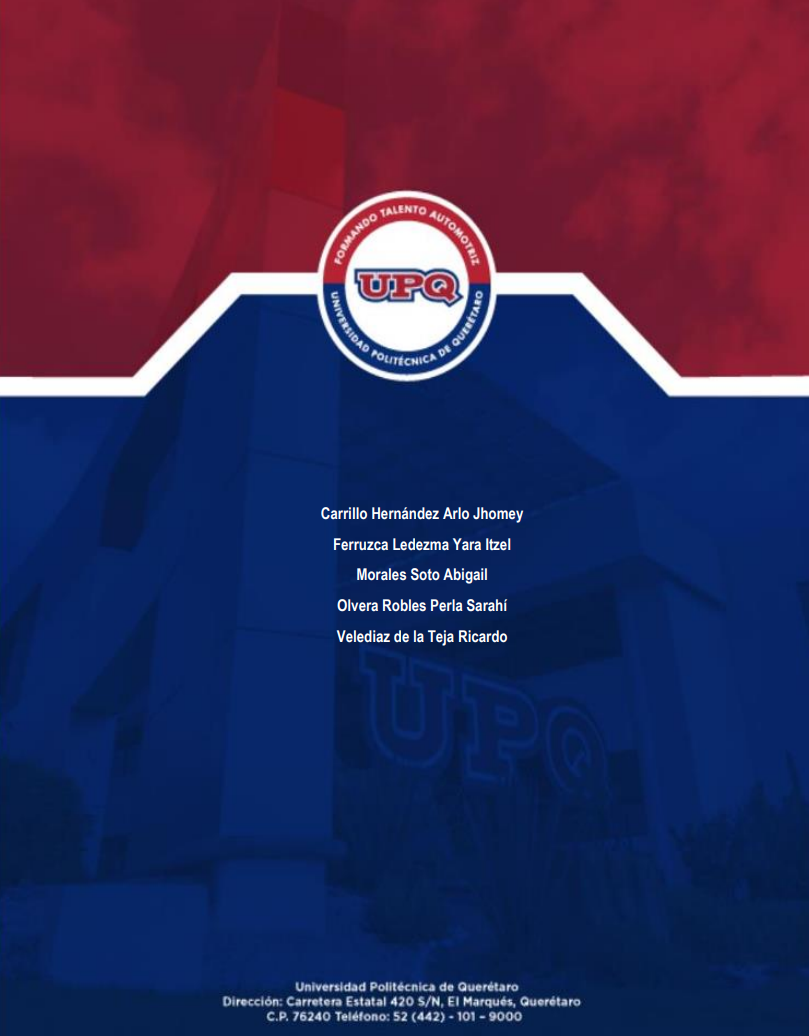 FORMANDO TALENTO AUTOMOTRIZ
UPQ
UNIVERSIDAD POLITÉCNICA DE QUERÉTARO
Carrillo Hernández Arlo Jhomey
Ferruzca Ledezma Yara Itzel
Morales Soto Abigail
Olvera Robles Perla Sarahí
Velediaz de la Teja Ricardo
UPQ
Universidad Politécnica de Querétaro
Dirección: Carretera Estatal 420 S/N, El Marqués, Querétaro
C.P. 76240 Teléfono: 52 (442) - 101 - 9000